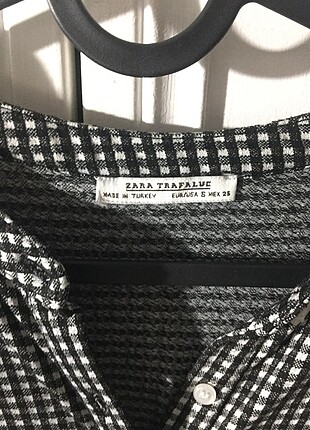 ZARA TRAFALUC
MADE IN TURKEY EUR/USA S MEX 26